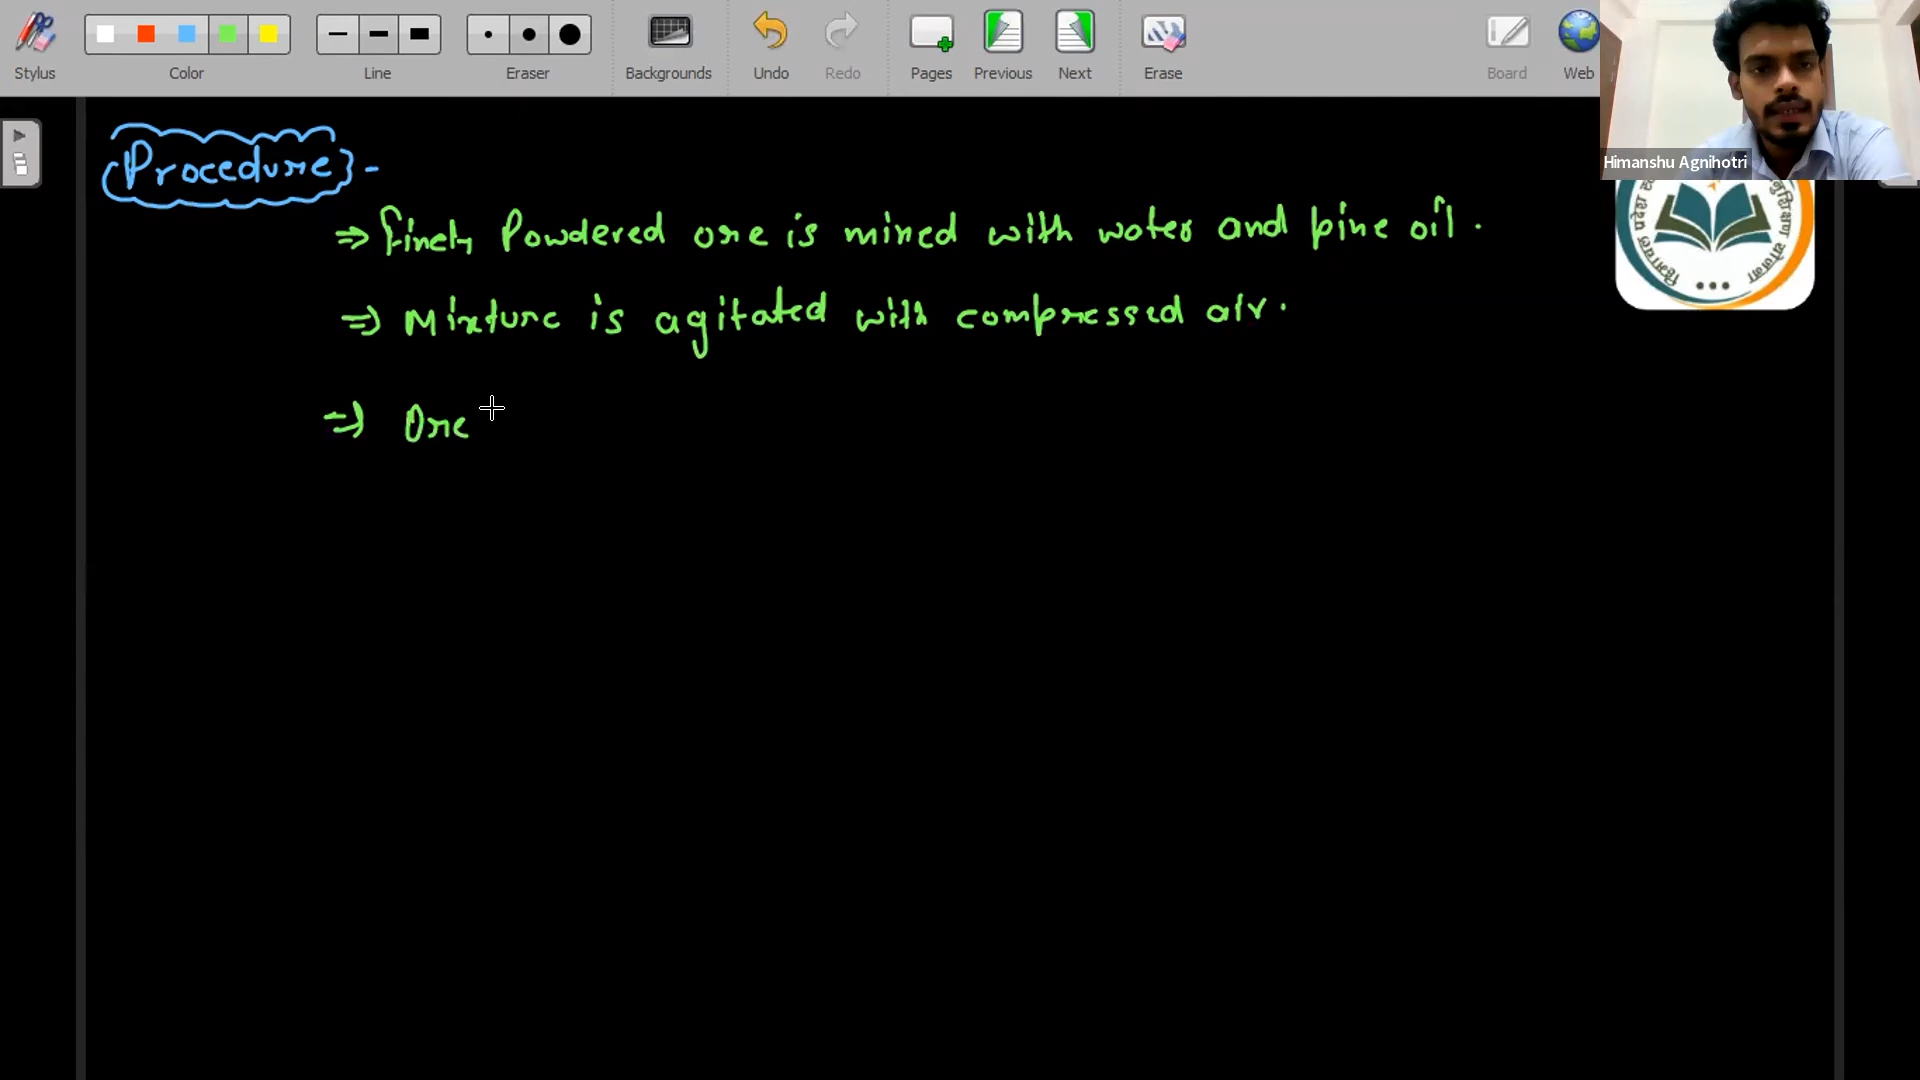 Stylus Color Line Eraser Backgrounds Undo Redo Pages Previous Next Erase Board Web
Himanshu Agnihotri
Procedure -
⇒ finely Powdered ore is mixed with water and pine oil.
⇒ Mixture is agitated with compressed air.
⇒ Ore